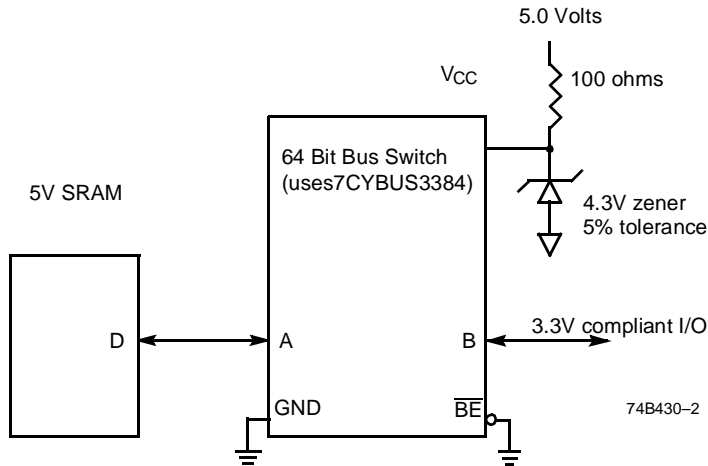 5.0 Volts
VCC
100 ohms
64 Bit Bus Switch
(uses7CYBUS3384)
5V SRAM
4.3V zener
5% tolerance
D
A
B
3.3V compliant I/O
GND
BE
74B430–2